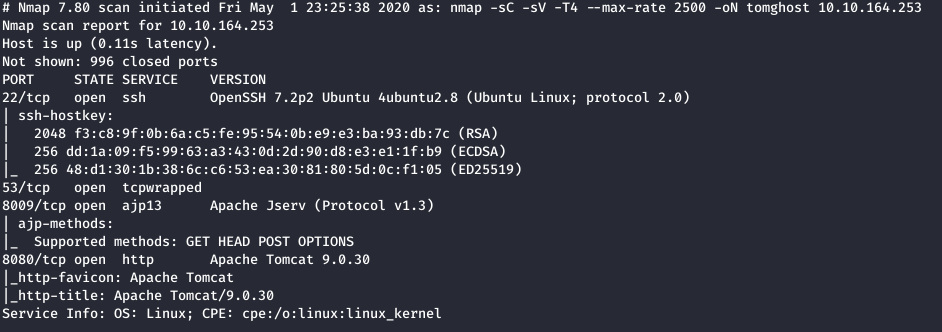 # Nmap 7.80 scan initiated Fri May  1 23:25:38 2020 as: nmap -sC -sV -T4 --max-rate 2500 -oN tomghost 10.10.164.253
Nmap scan report for 10.10.164.253
Host is up (0.11s latency).
Not shown: 996 closed ports
PORT     STATE SERVICE    VERSION
22/tcp   open  ssh        OpenSSH 7.2p2 Ubuntu 4ubuntu2.8 (Ubuntu Linux; protocol 2.0)
| ssh-hostkey:
|   2048 f3:c8:9f:0b:6a:c5:fe:95:54:0b:e9:e3:ba:93:db:7c (RSA)
|   256 dd:1a:09:f5:99:63:a3:43:0d:2d:90:d8:e3:e1:1f:b9 (ECDSA)
|_  256 48:d1:30:1b:38:6c:c6:53:ea:30:81:80:5d:0c:f1:05 (ED25519)
53/tcp   open  tcpwrapped
8009/tcp open  ajp13      Apache Jserv (Protocol v1.3)
| ajp-methods:
|_  Supported methods: GET HEAD POST OPTIONS
8080/tcp open  http       Apache Tomcat 9.0.30
|_http-favicon: Apache Tomcat
|_http-title: Apache Tomcat/9.0.30
Service Info: OS: Linux; CPE: cpe:/o:linux:linux_kernel